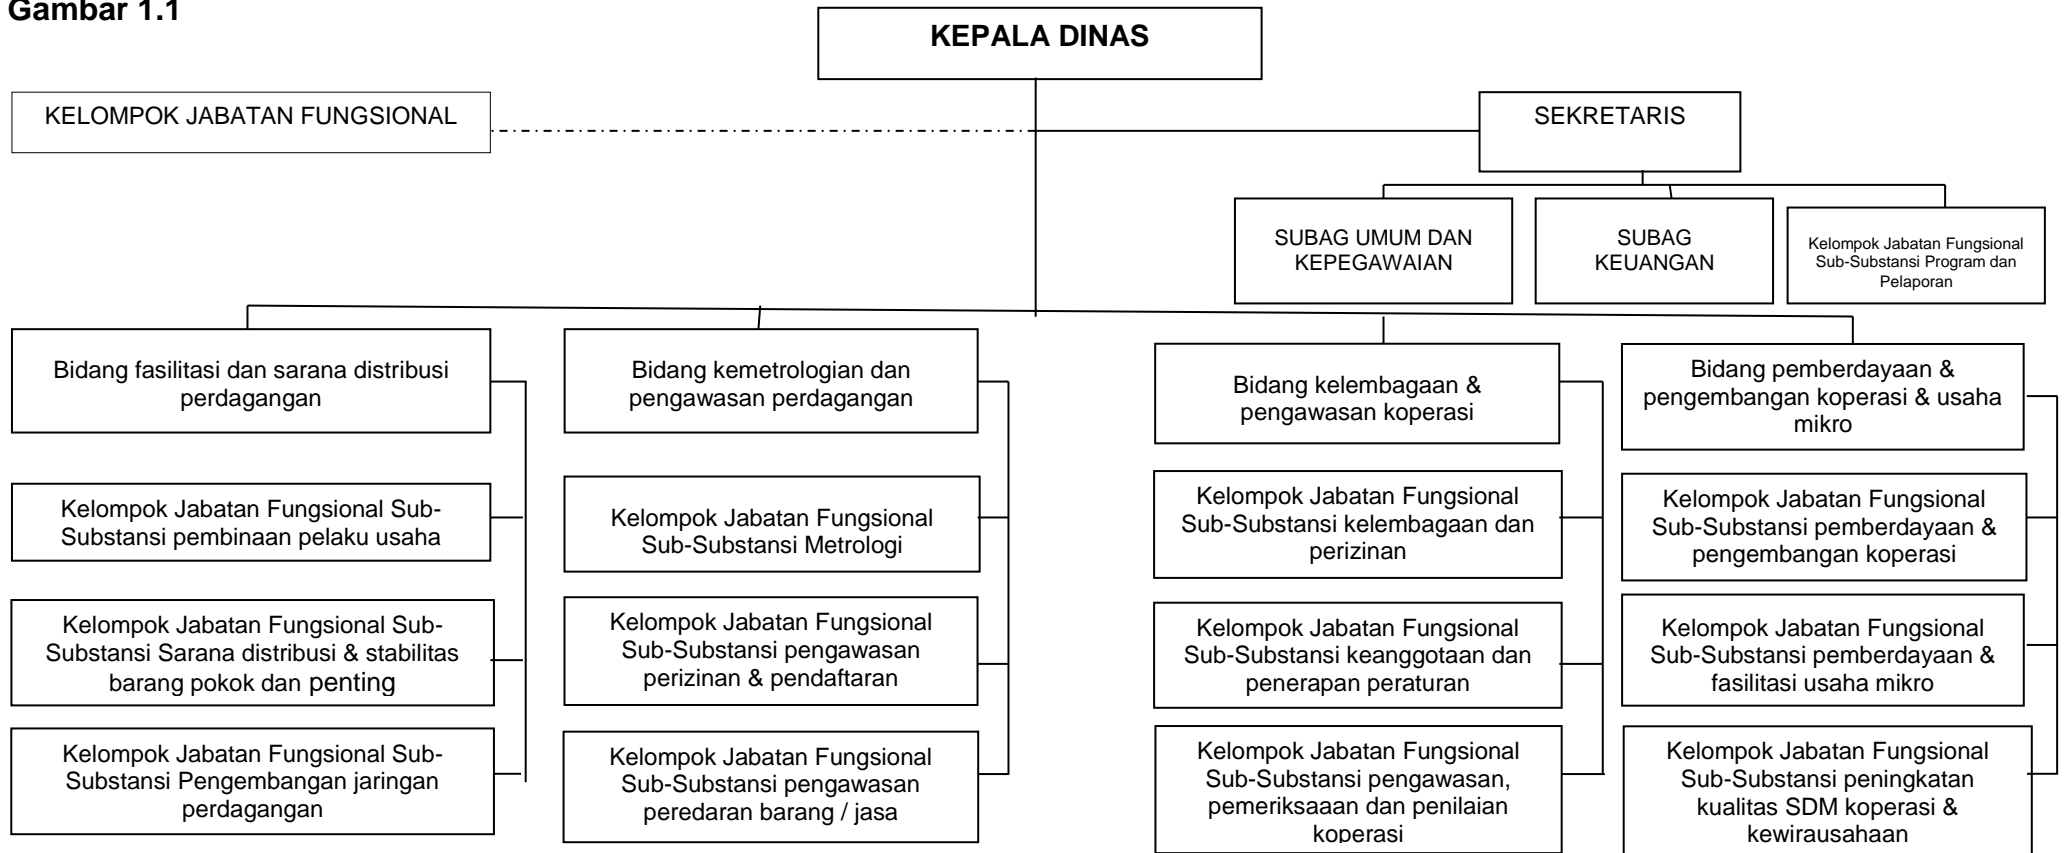 Gambar 1.1
KEPALA DINAS
KELOMPOK JABATAN FUNGSIONAL
SEKRETARIS
SUBAG UMUM DAN
KEPEGAWAIAN
SUBAG
KEUANGAN
Kelompok Jabatan Fungsional
Sub-Substansi Program dan
Pelaporan
Bidang fasilitasi dan sarana distribusi
perdagangan
Bidang kemetrologian dan
pengawasan perdagangan
Bidang kelembagaan &
pengawasan koperasi
Bidang pemberdayaan &
pengembangan koperasi & usaha
mikro
Kelompok Jabatan Fungsional Sub-
Substansi pembinaan pelaku usaha
Kelompok Jabatan Fungsional
Sub-Substansi Metrologi
Kelompok Jabatan Fungsional
Sub-Substansi kelembagaan dan
perizinan
Kelompok Jabatan Fungsional
Sub-Substansi pemberdayaan &
pengembangan koperasi
Kelompok Jabatan Fungsional Sub-
Substansi Sarana distribusi & stabilitas
barang pokok dan penting
Kelompok Jabatan Fungsional
Sub-Substansi pengawasan
perizinan & pendaftaran
Kelompok Jabatan Fungsional
Sub-Substansi keanggotaan dan
penerapan peraturan
Kelompok Jabatan Fungsional
Sub-Substansi pemberdayaan &
fasilitasi usaha mikro
Kelompok Jabatan Fungsional Sub-
Substansi Pengembangan jaringan
perdagangan
Kelompok Jabatan Fungsional
Sub-Substansi pengawasan
peredaran barang / jasa
Kelompok Jabatan Fungsional
Sub-Substansi pengawasan,
pemeriksaaan dan penilaian
koperasi
Kelompok Jabatan Fungsional
Sub-Substansi peningkatan
kualitas SDM koperasi &
kewirausahaan